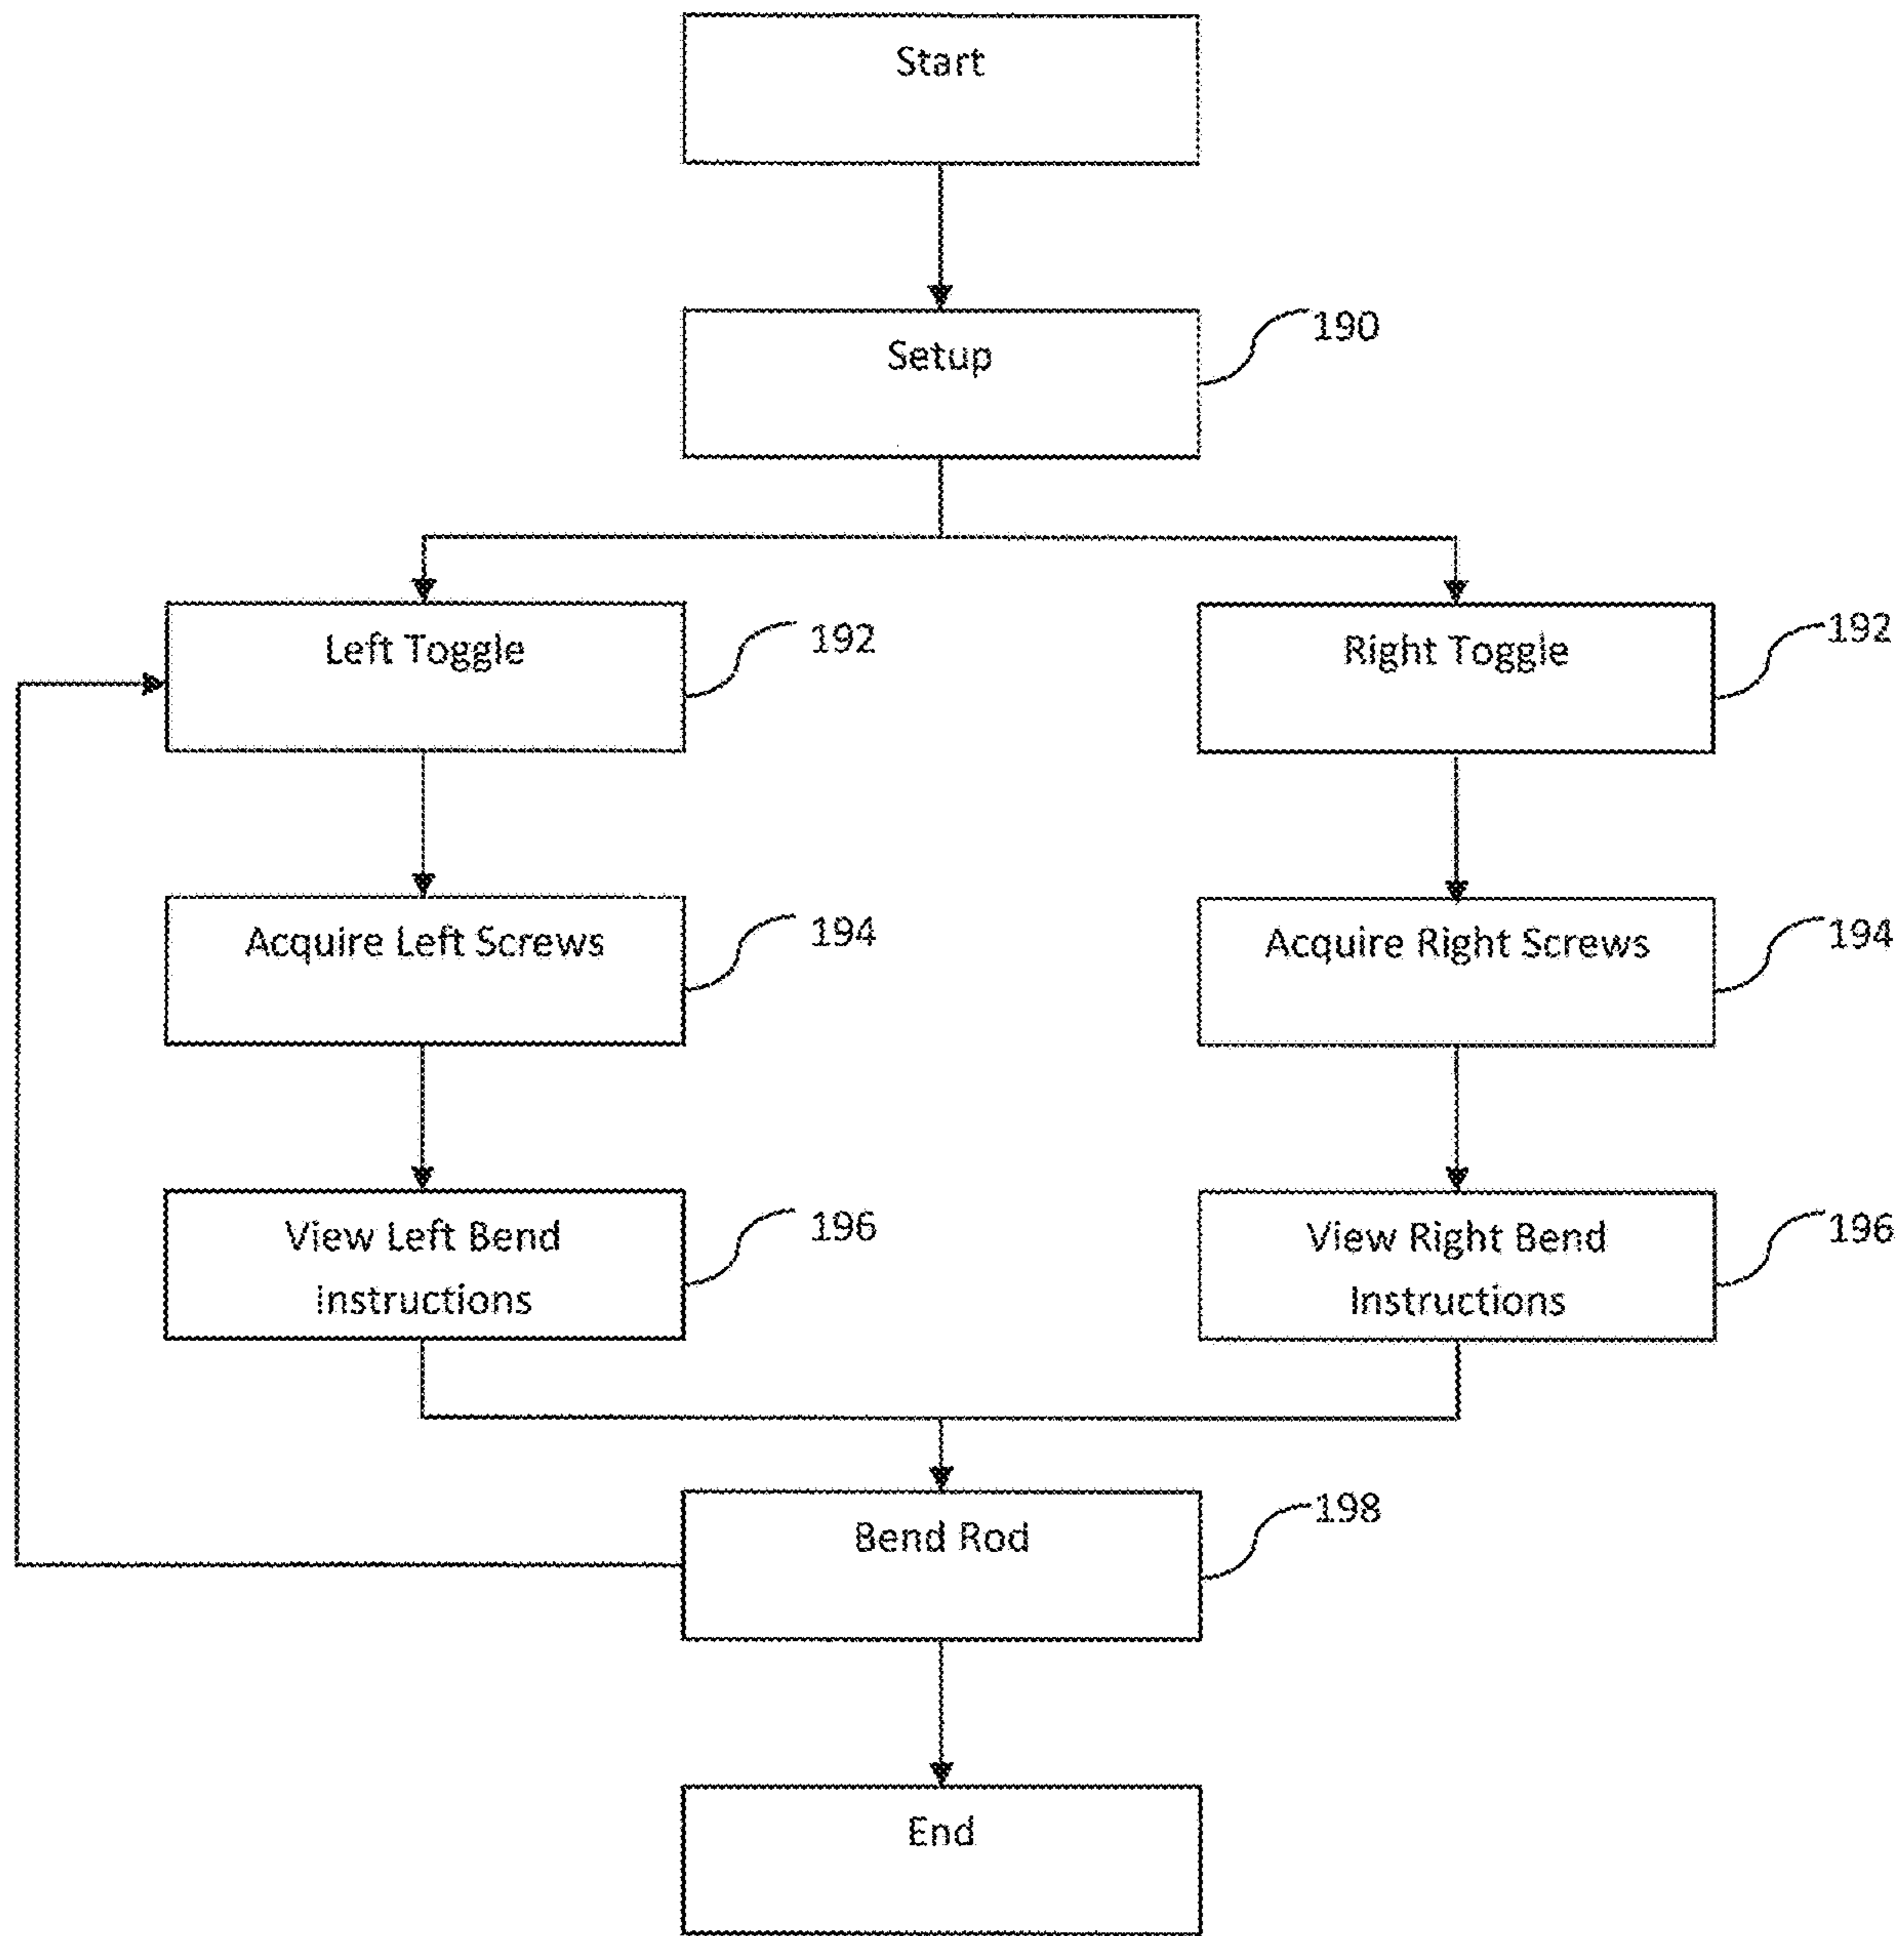 Start
Setup
190
Left Toggle
192
Right Toggle
192
Acquire Left Screws
194
Acquire Right Screws
194
View Left Bend
Instructions
196
View Right Bend
Instructions
196
Bend Rod
198
End